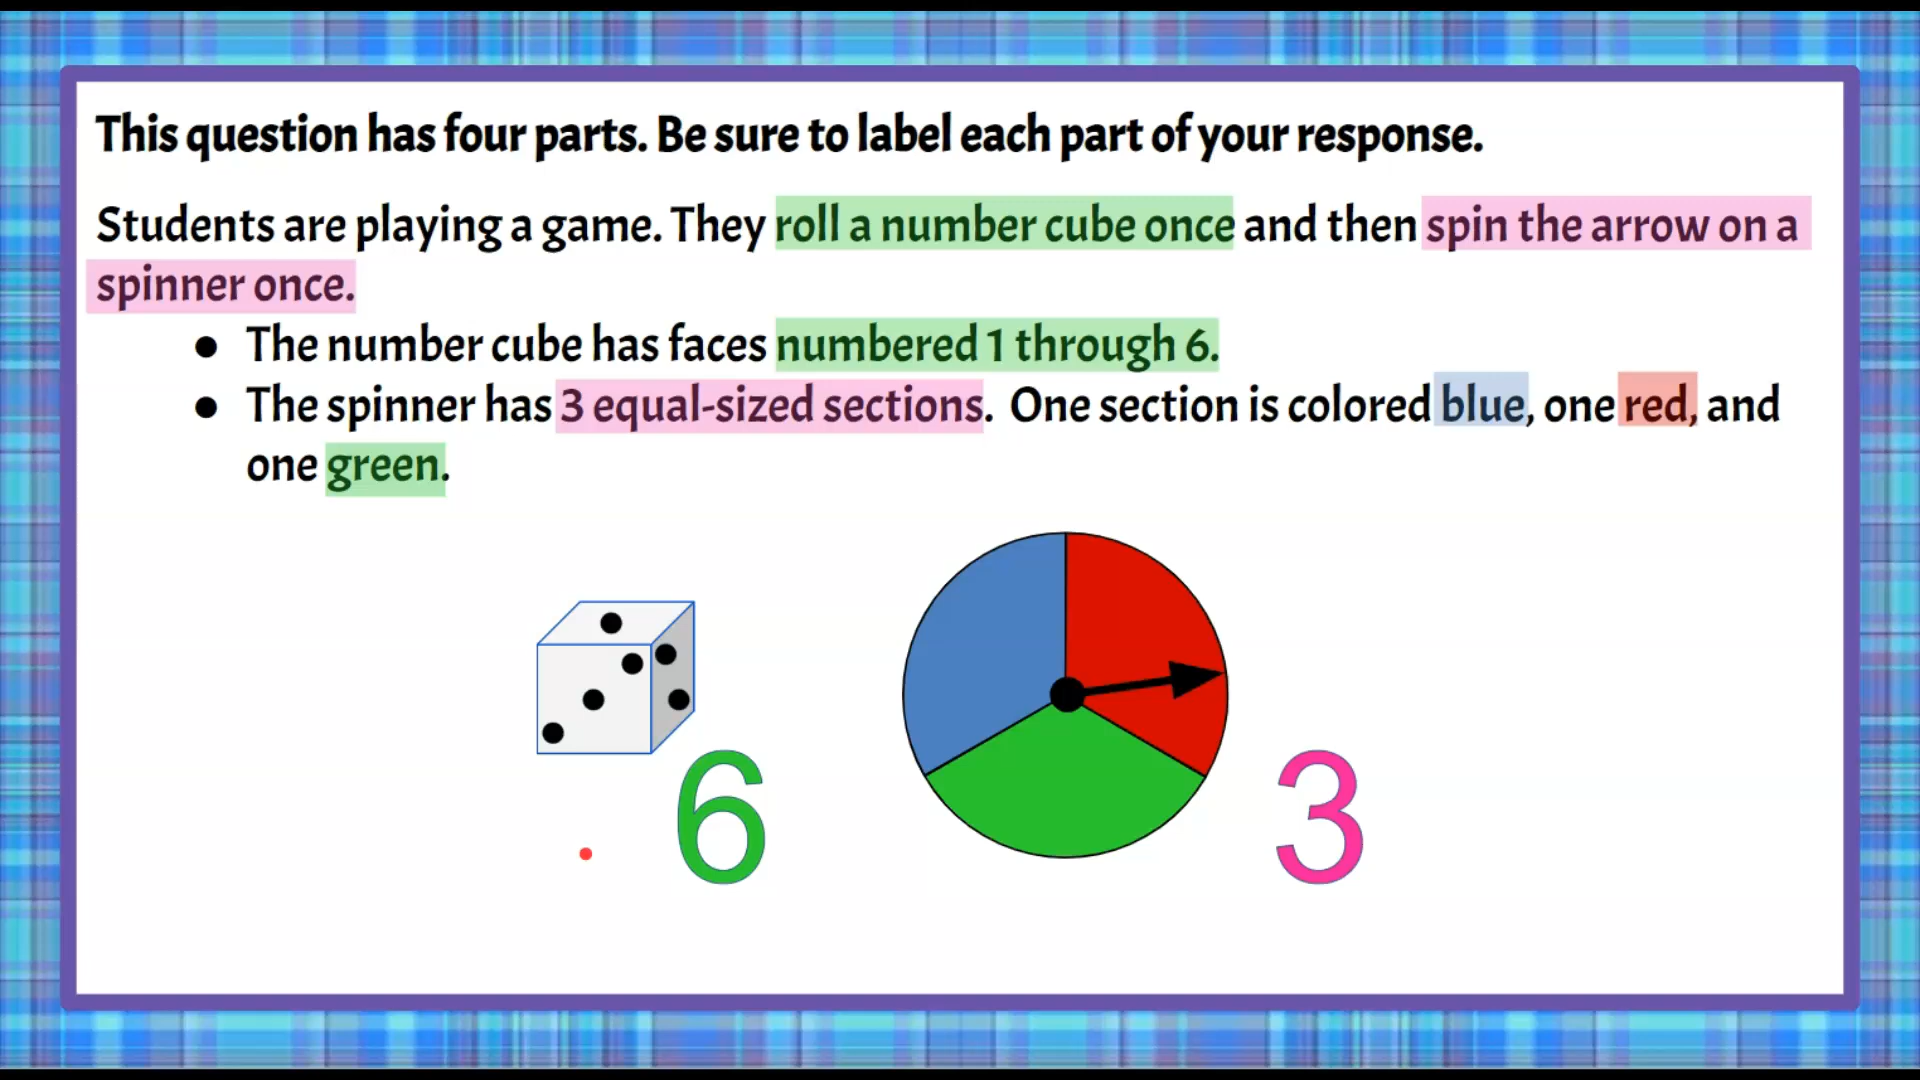 This question has four parts. Be sure to label each part of your response.
Students are playing a game. They roll a number cube once and then spin the arrow on a
spinner once.
● The number cube has faces numbered 1 through 6.
● The spinner has 3 equal-sized sections. One section is colored blue, one red, and
one green.
6 3